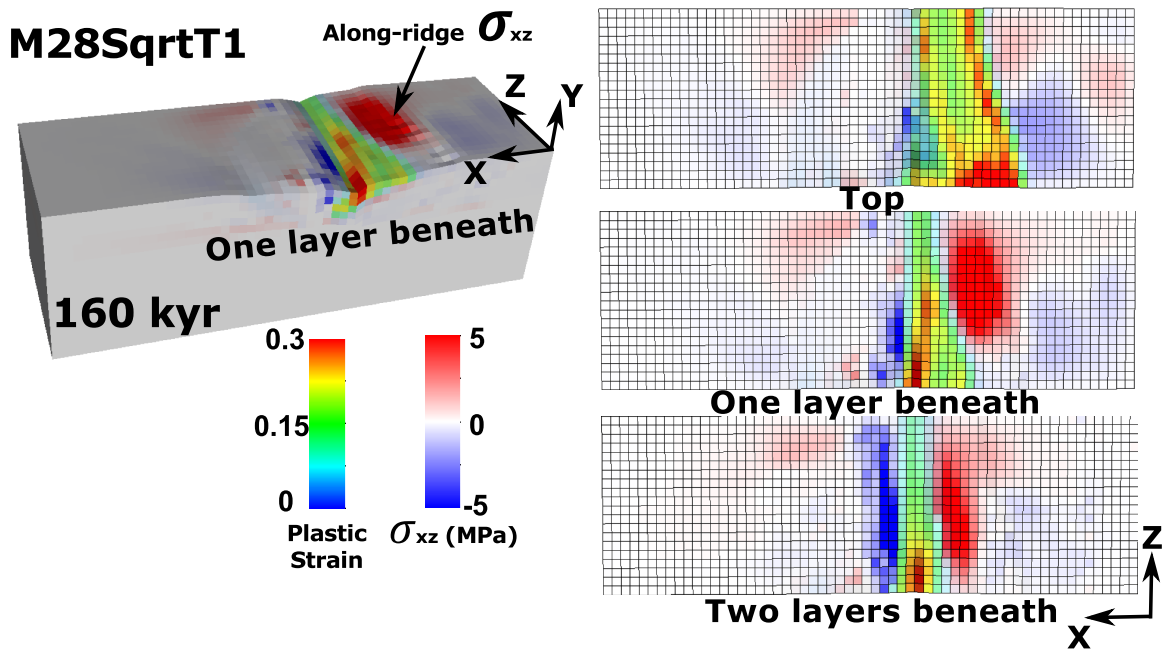 M28SqrtT1
Along-ridge σxz
Z
Y
X
One layer beneath
160 kyr
0.3
0.15
0
Plastic
Strain
5
0
-5
σxz (MPa)
Top
One layer beneath
Two layers beneath
Z
X